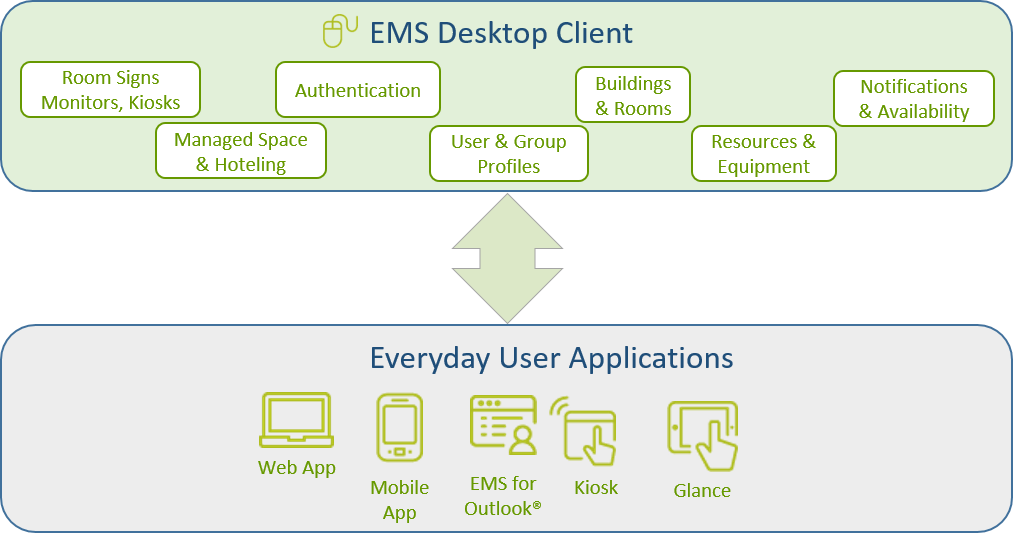 EMS Desktop Client
Room Signs
Monitors, Kiosks
Authentication
Buildings
& Rooms
Notifications
& Availability
Managed Space
& Hoteling
User & Group
Profiles
Resources &
Equipment
Everyday User Applications
Web App
Mobile
App
EMS for
Outlook®
Kiosk
Glance